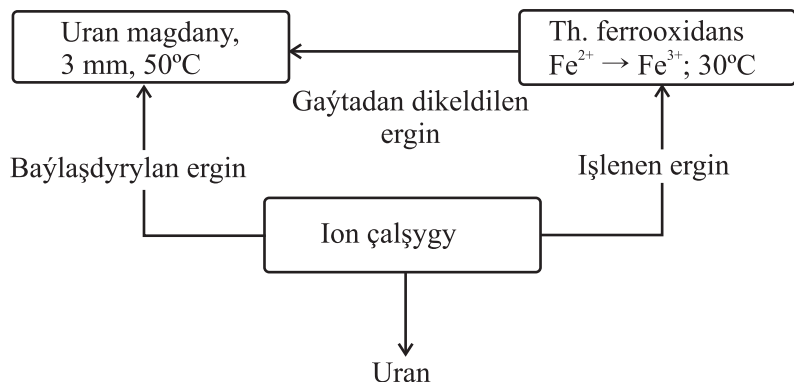 Uran magdany,
3 mm, 50ºC
Th. ferrooxidans
Fe²⁺ → Fe³⁺; 30ºC
Gaýtadan dikeldilen
ergin
Baýlaşdyrylan ergin
Işlenen ergin
Ion çalşygy
Uran